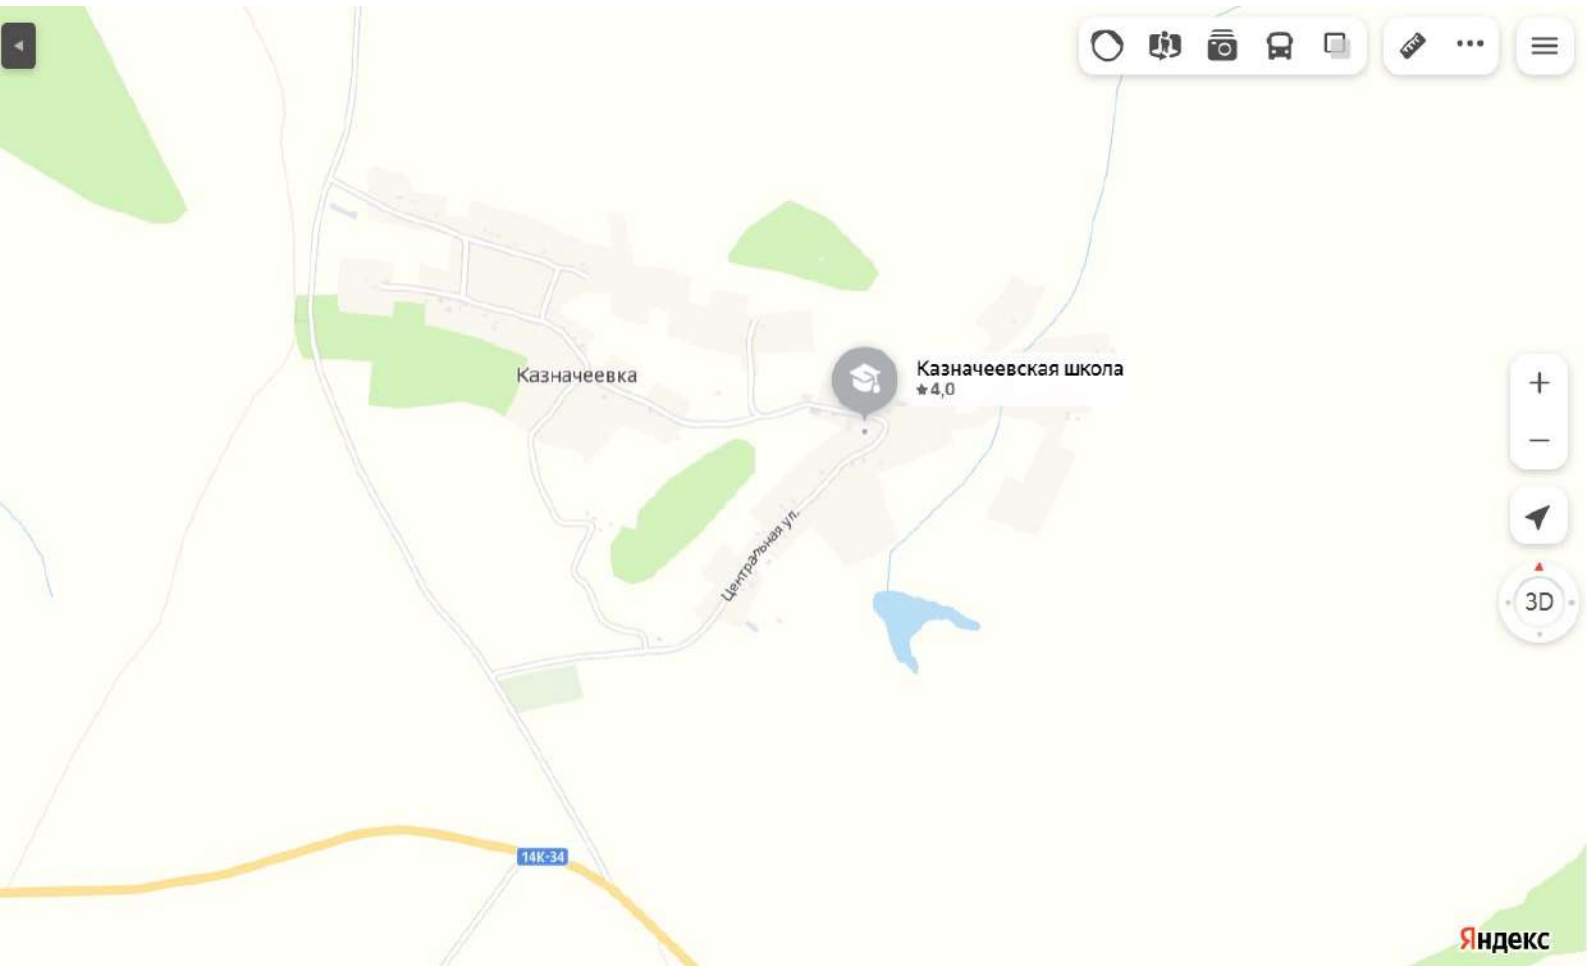 Казначеевка
Казначеевская школа
4,0
Центральная ул.
14К-34
+
−
3D
Яндекс